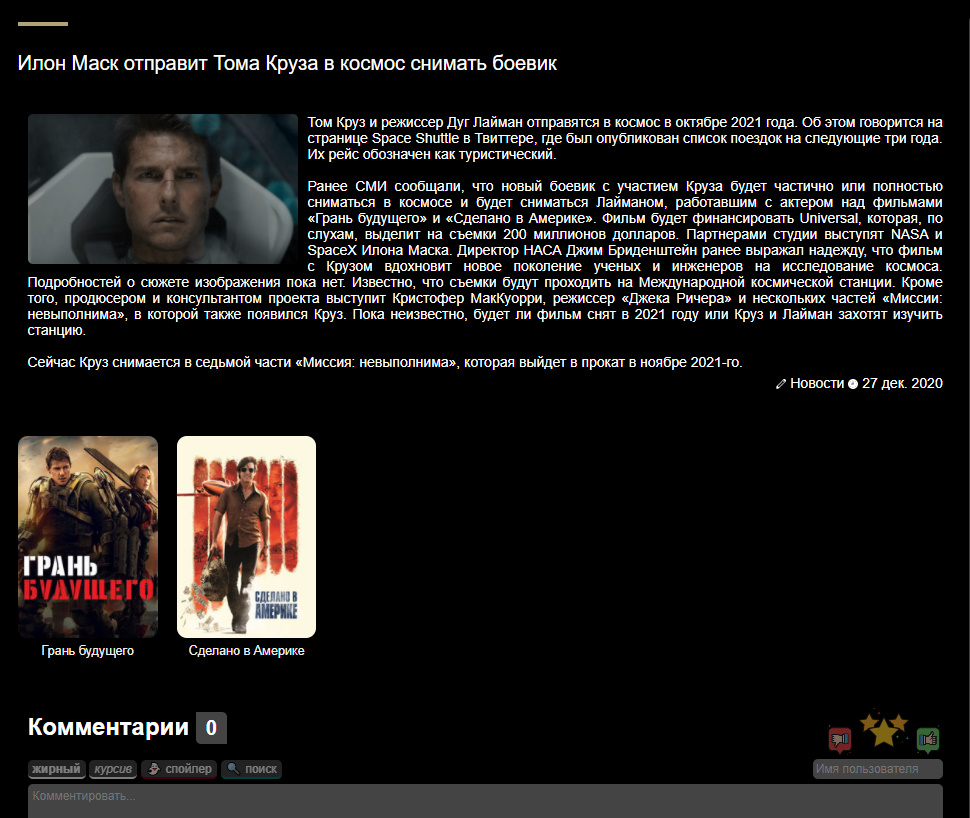 Илон Маск отправит Тома Круза в космос снимать боевик
Том Круз и режиссер Дуг Лайман отправятся в космос в октябре 2021 года. Об этом говорится на
странице Space Shuttle в Твиттере, где был опубликован список поездок на следующие три года.
Их рейс обозначен как туристический.
Ранее СМИ сообщали, что новый боевик с участием Круза будет частично или полностью
сниматься в космосе и будет сниматься Лайманом, работавшим с актером над фильмами
«Грань будущего» и «Сделано в Америке». Фильм будет финансировать Universal, которая, по
слухам, выделит на съемки 200 миллионов долларов. Партнерами студии выступят NASA и
SpaceX Илона Маска. Директор НАСА Джим Бриденштейн ранее выражал надежду, что фильм
с Крузом вдохновит новое поколение ученых и инженеров на исследование космоса.
Подробностей о сюжете изображения пока нет. Известно, что съемки будут проходить на Международной космической станции. Кроме
того, продюсером и консультантом проекта выступит Кристофер МакКуорри, режиссер «Джека Ричера» и нескольких частей «Миссии:
невыполнима», в которой также появился Круз. Пока неизвестно, будет ли фильм снят в 2021 году или Круз и Лайман захотят изучить
станцию.
Сейчас Круз снимается в седьмой части «Миссия: невыполнима», которая выйдет в прокат в ноябре 2021-го.
Новости 27 дек. 2020
ГРАНЬ
БУДУЩЕГО
СДЕЛАНО В
АМЕРИКЕ
Грань будущего Сделано в Америке
Комментарии 0
жирный курсив спойлер поиск Имя пользователя
Комментировать...